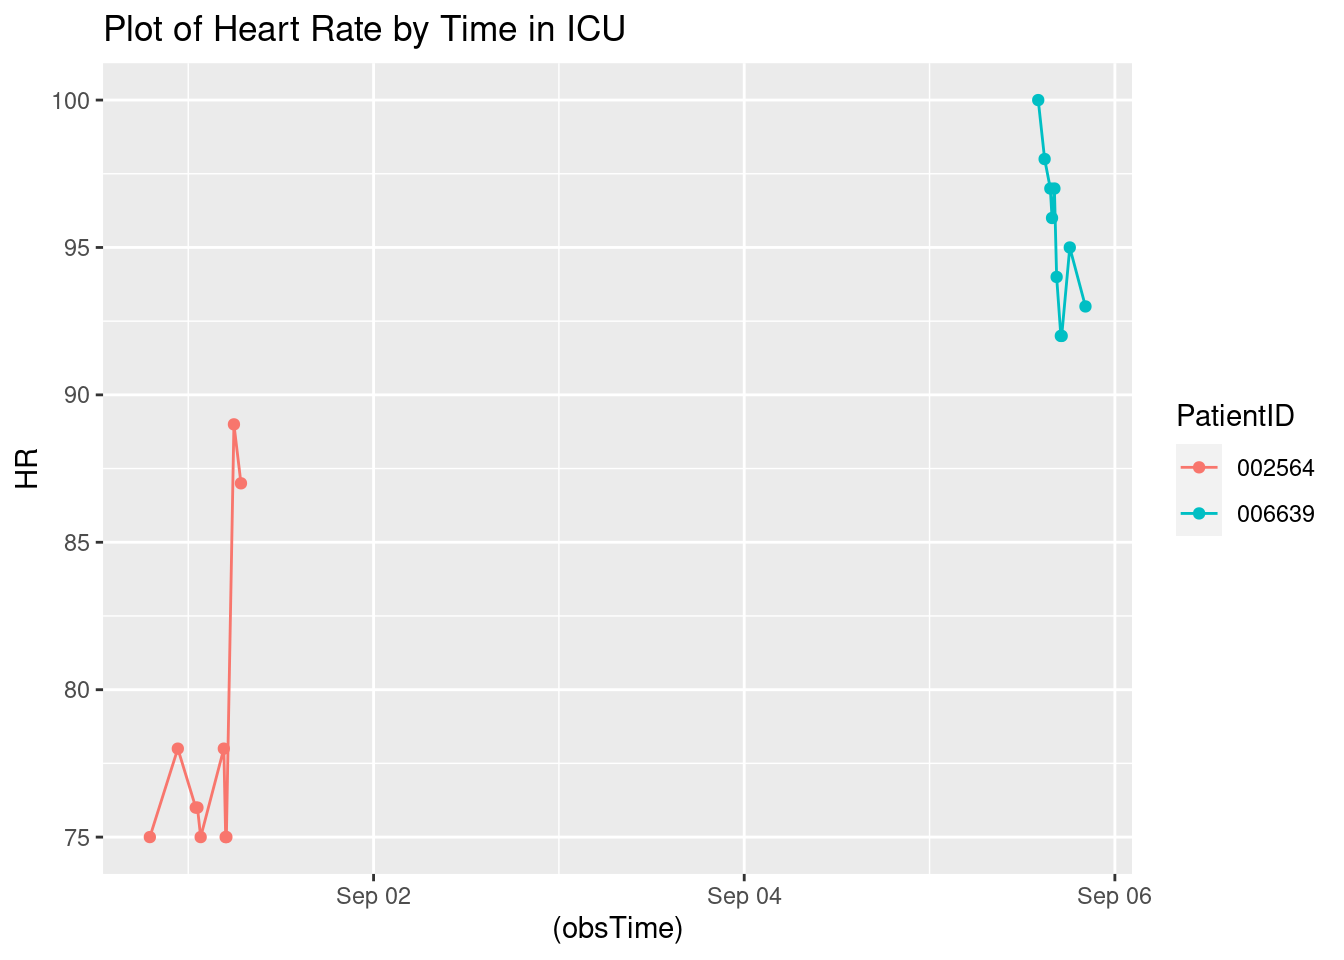 Plot of Heart Rate by Time in ICU
100
95
90
85
80
75
HR
Sep 02
Sep 04
Sep 06
(obsTime)
PatientID
002564
006639